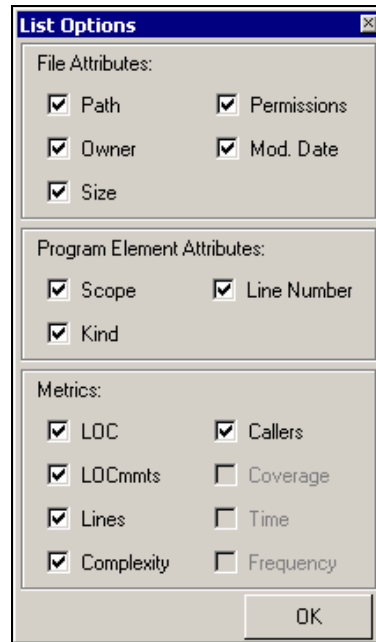 List Options
File Attributes:
Path Permissions
Owner Mod. Date
Size
Program Element Attributes:
Scope Line Number
Kind
Metrics:
LOC Callers
LOCmmts Coverage
Lines Time
Complexity Frequency
OK